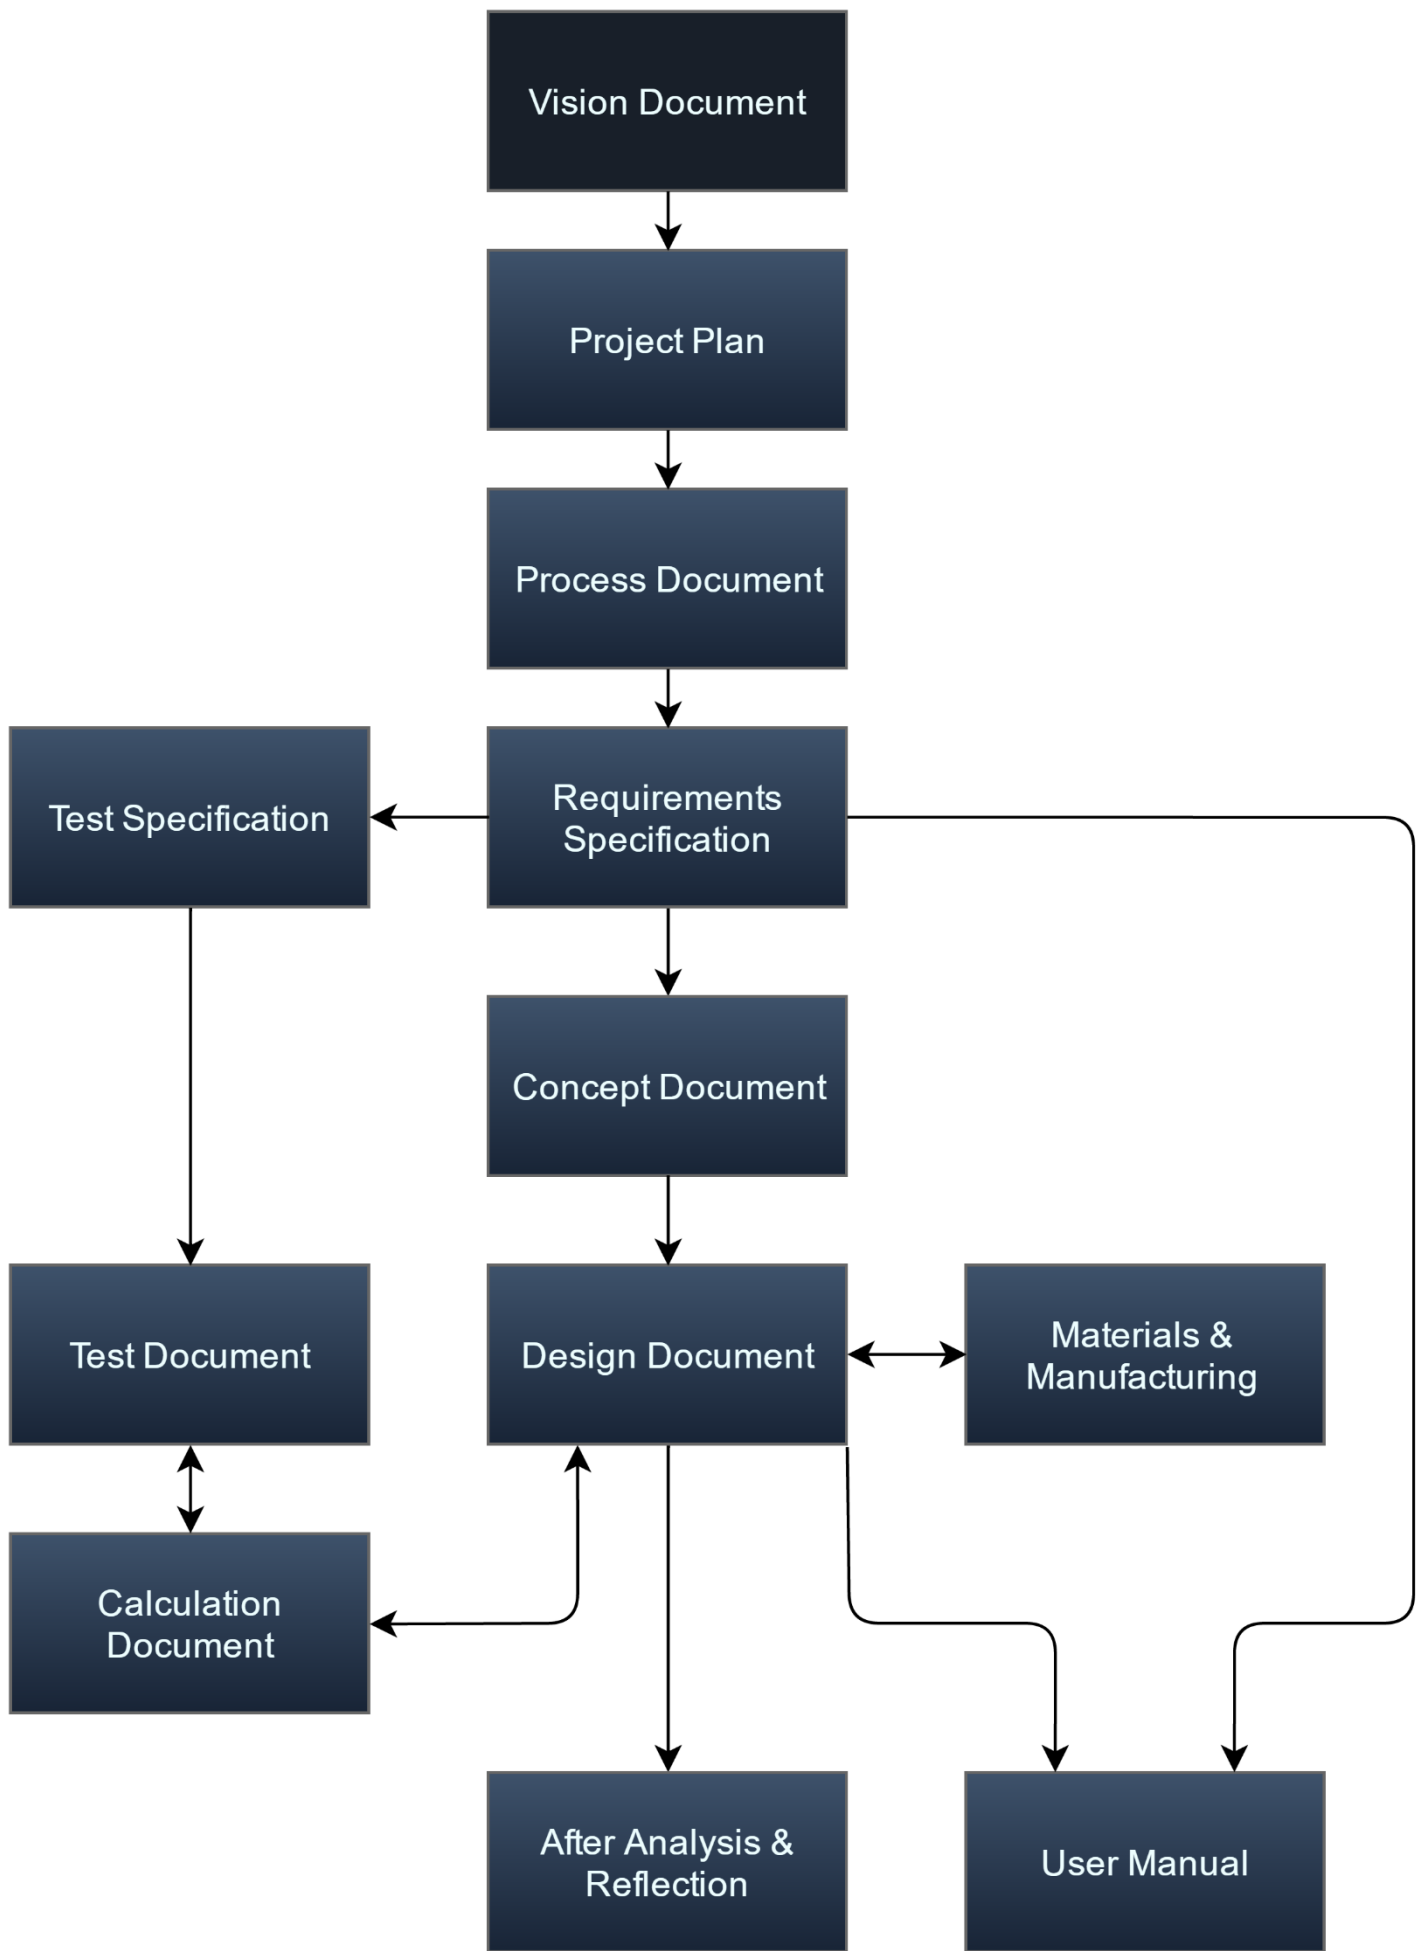 Vision Document
Project Plan
Process Document
Test Specification
Requirements
Specification
Concept Document
Test Document
Design Document
Materials &
Manufacturing
Calculation
Document
After Analysis &
Reflection
User Manual